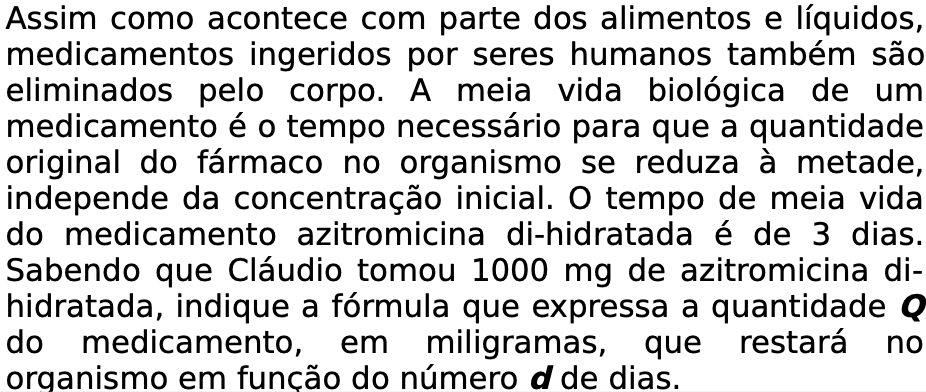 Assim como acontece com parte dos alimentos e líquidos,
medicamentos ingeridos por seres humanos também são
eliminados pelo corpo. A meia vida biológica de um
medicamento é o tempo necessário para que a quantidade
original do fármaco no organismo se reduza à metade,
independe da concentração inicial. O tempo de meia vida
do medicamento azitromicina di-hidratada é de 3 dias.
Sabendo que Cláudio tomou 1000 mg de azitromicina di-
hidratada, indique a fórmula que expressa a quantidade Q
do medicamento, em miligramas, que restará no
organismo em função do número d de dias.